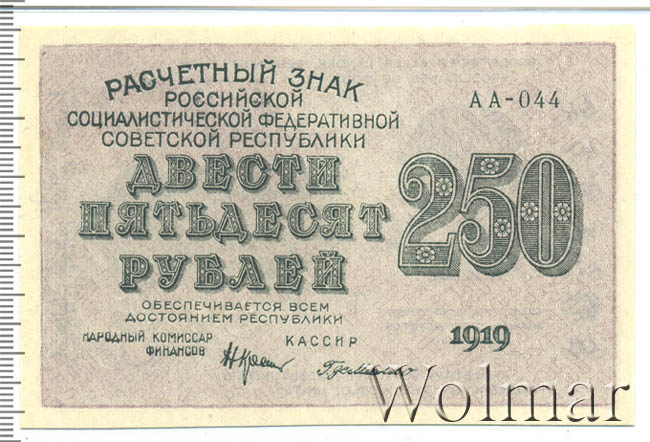 РАСЧЕТНЫЙ ЗНАК
РОССИЙСКОЙ
СОЦИАЛИСТИЧЕСКОЙ ФЕДЕРАТИВНОЙ
СОВЕТСКОЙ РЕСПУБЛИКИ
АА-044
ДВЕСТИ
ПЯТЬДЕСЯТ
РУБЛЕЙ
250
ОБЕСПЕЧИВАЕТСЯ ВСЕМ
ДОСТОЯНИЕМ РЕСПУБЛИКИ
НАРОДНЫЙ КОМИССАР
ФИНАНСОВ
КАССИР
1919
Wolmar